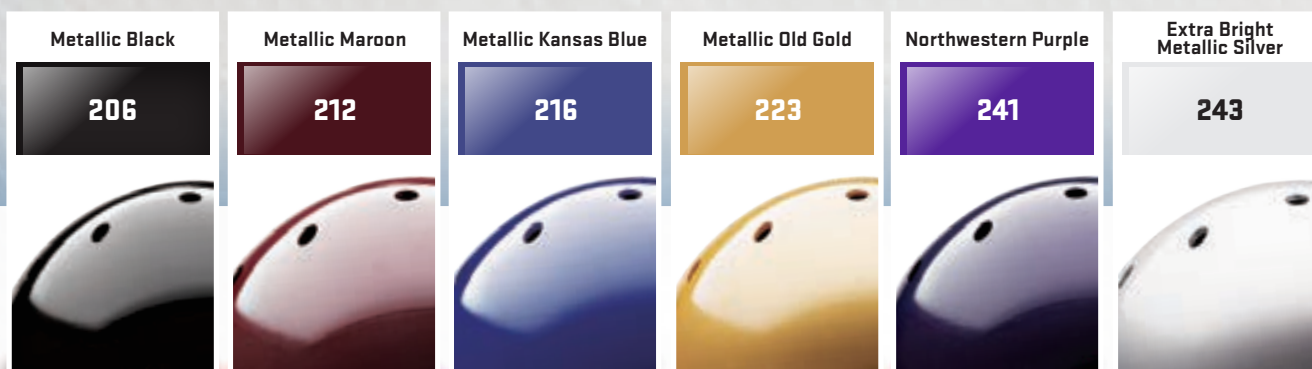 Metallic Black
206
Metallic Maroon
212
Metallic Kansas Blue
216
Metallic Old Gold
223
Northwestern Purple
241
Extra Bright
Metallic Silver
243